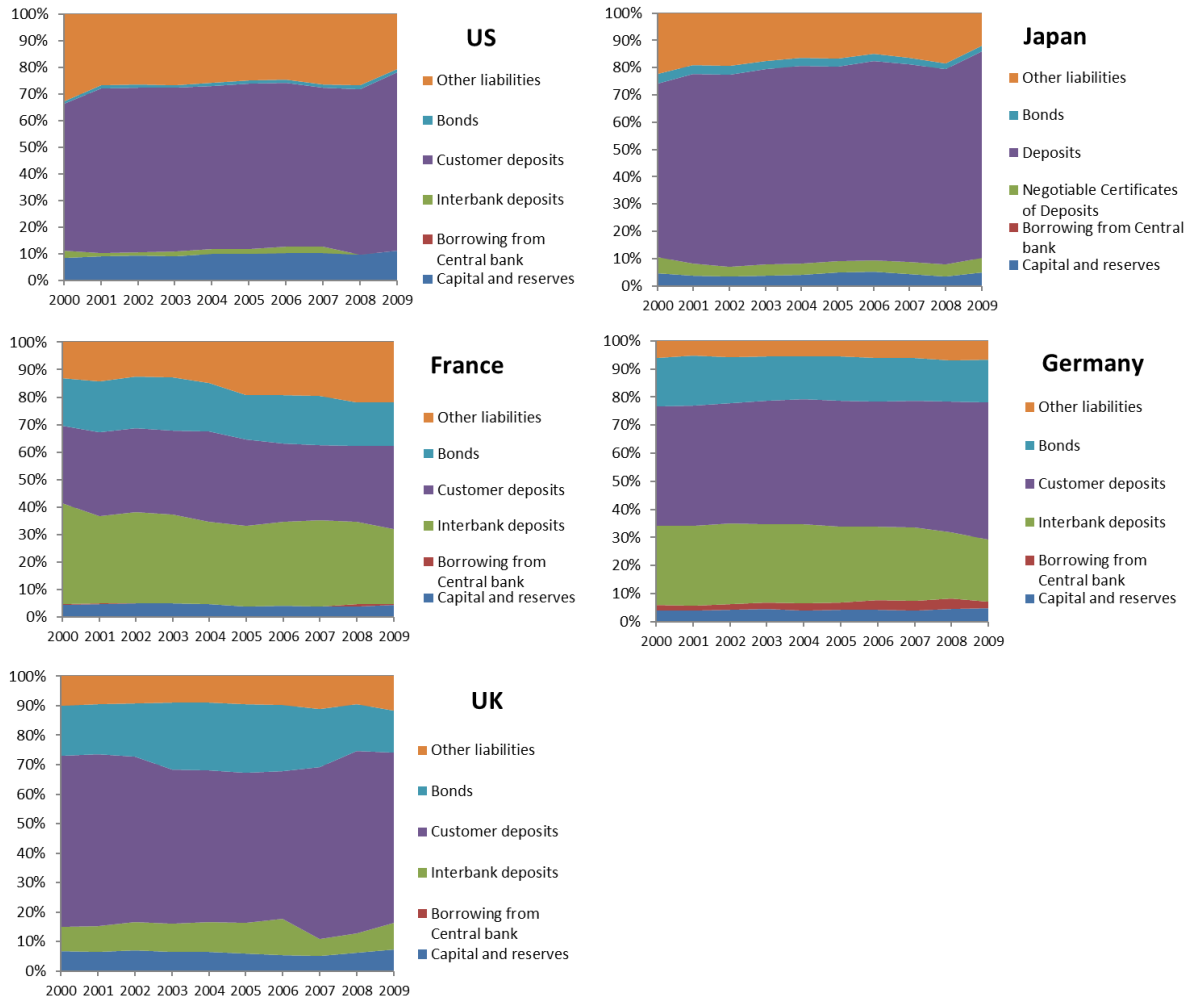 100%
90%
80%
70%
60%
50%
40%
30%
20%
10%
0%
2000 2001 2002 2003 2004 2005 2006 2007 2008 2009
US
Other liabilities
Bonds
Customer deposits
Interbank deposits
Borrowing from
Central bank
Capital and reserves
100%
90%
80%
70%
60%
50%
40%
30%
20%
10%
0%
2000 2001 2002 2003 2004 2005 2006 2007 2008 2009
Japan
Other liabilities
Bonds
Deposits
Negotiable Certificates
of Deposits
Borrowing from Central
bank
Capital and reserves
100%
90%
80%
70%
60%
50%
40%
30%
20%
10%
0%
2000 2001 2002 2003 2004 2005 2006 2007 2008 2009
France
Other liabilities
Bonds
Customer deposits
Interbank deposits
Borrowing from
Central bank
Capital and reserves
100%
90%
80%
70%
60%
50%
40%
30%
20%
10%
0%
2000 2001 2002 2003 2004 2005 2006 2007 2008 2009
Germany
Other liabilities
Bonds
Customer deposits
Interbank deposits
Borrowing from
Central bank
Capital and reserves
100%
90%
80%
70%
60%
50%
40%
30%
20%
10%
0%
2000 2001 2002 2003 2004 2005 2006 2007 2008 2009
UK
Other liabilities
Bonds
Customer deposits
Interbank deposits
Borrowing from
Central bank
Capital and reserves